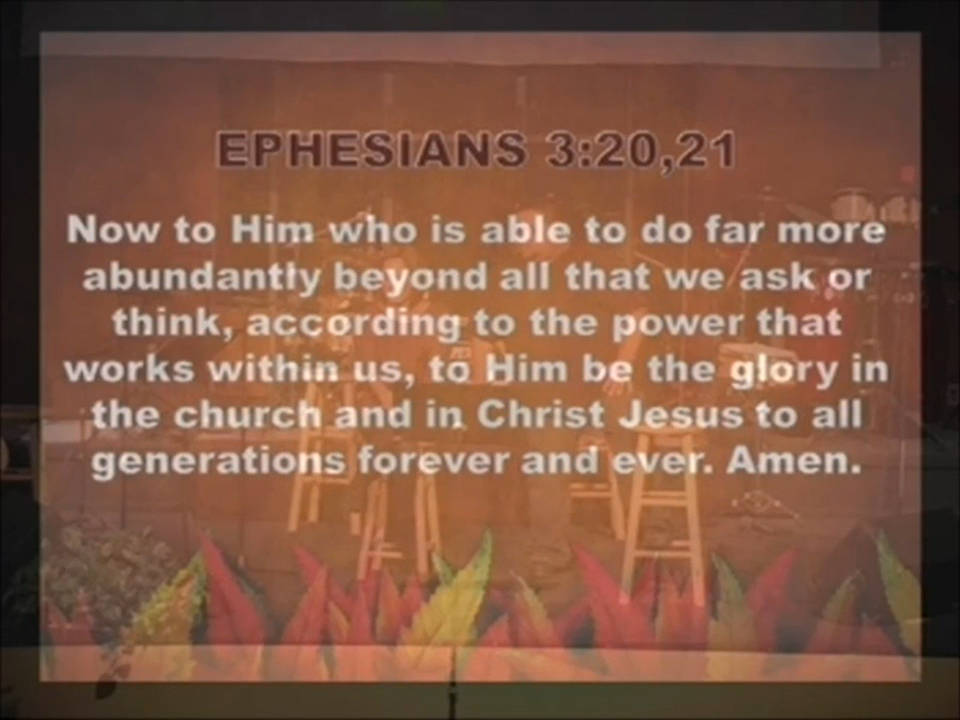 EPHESIANS 3:20,21
Now to Him who is able to do far more
abundantly beyond all that we ask or
think, according to the power that
works within us, to Him be the glory in
the church and in Christ Jesus to all
generations forever and ever. Amen.